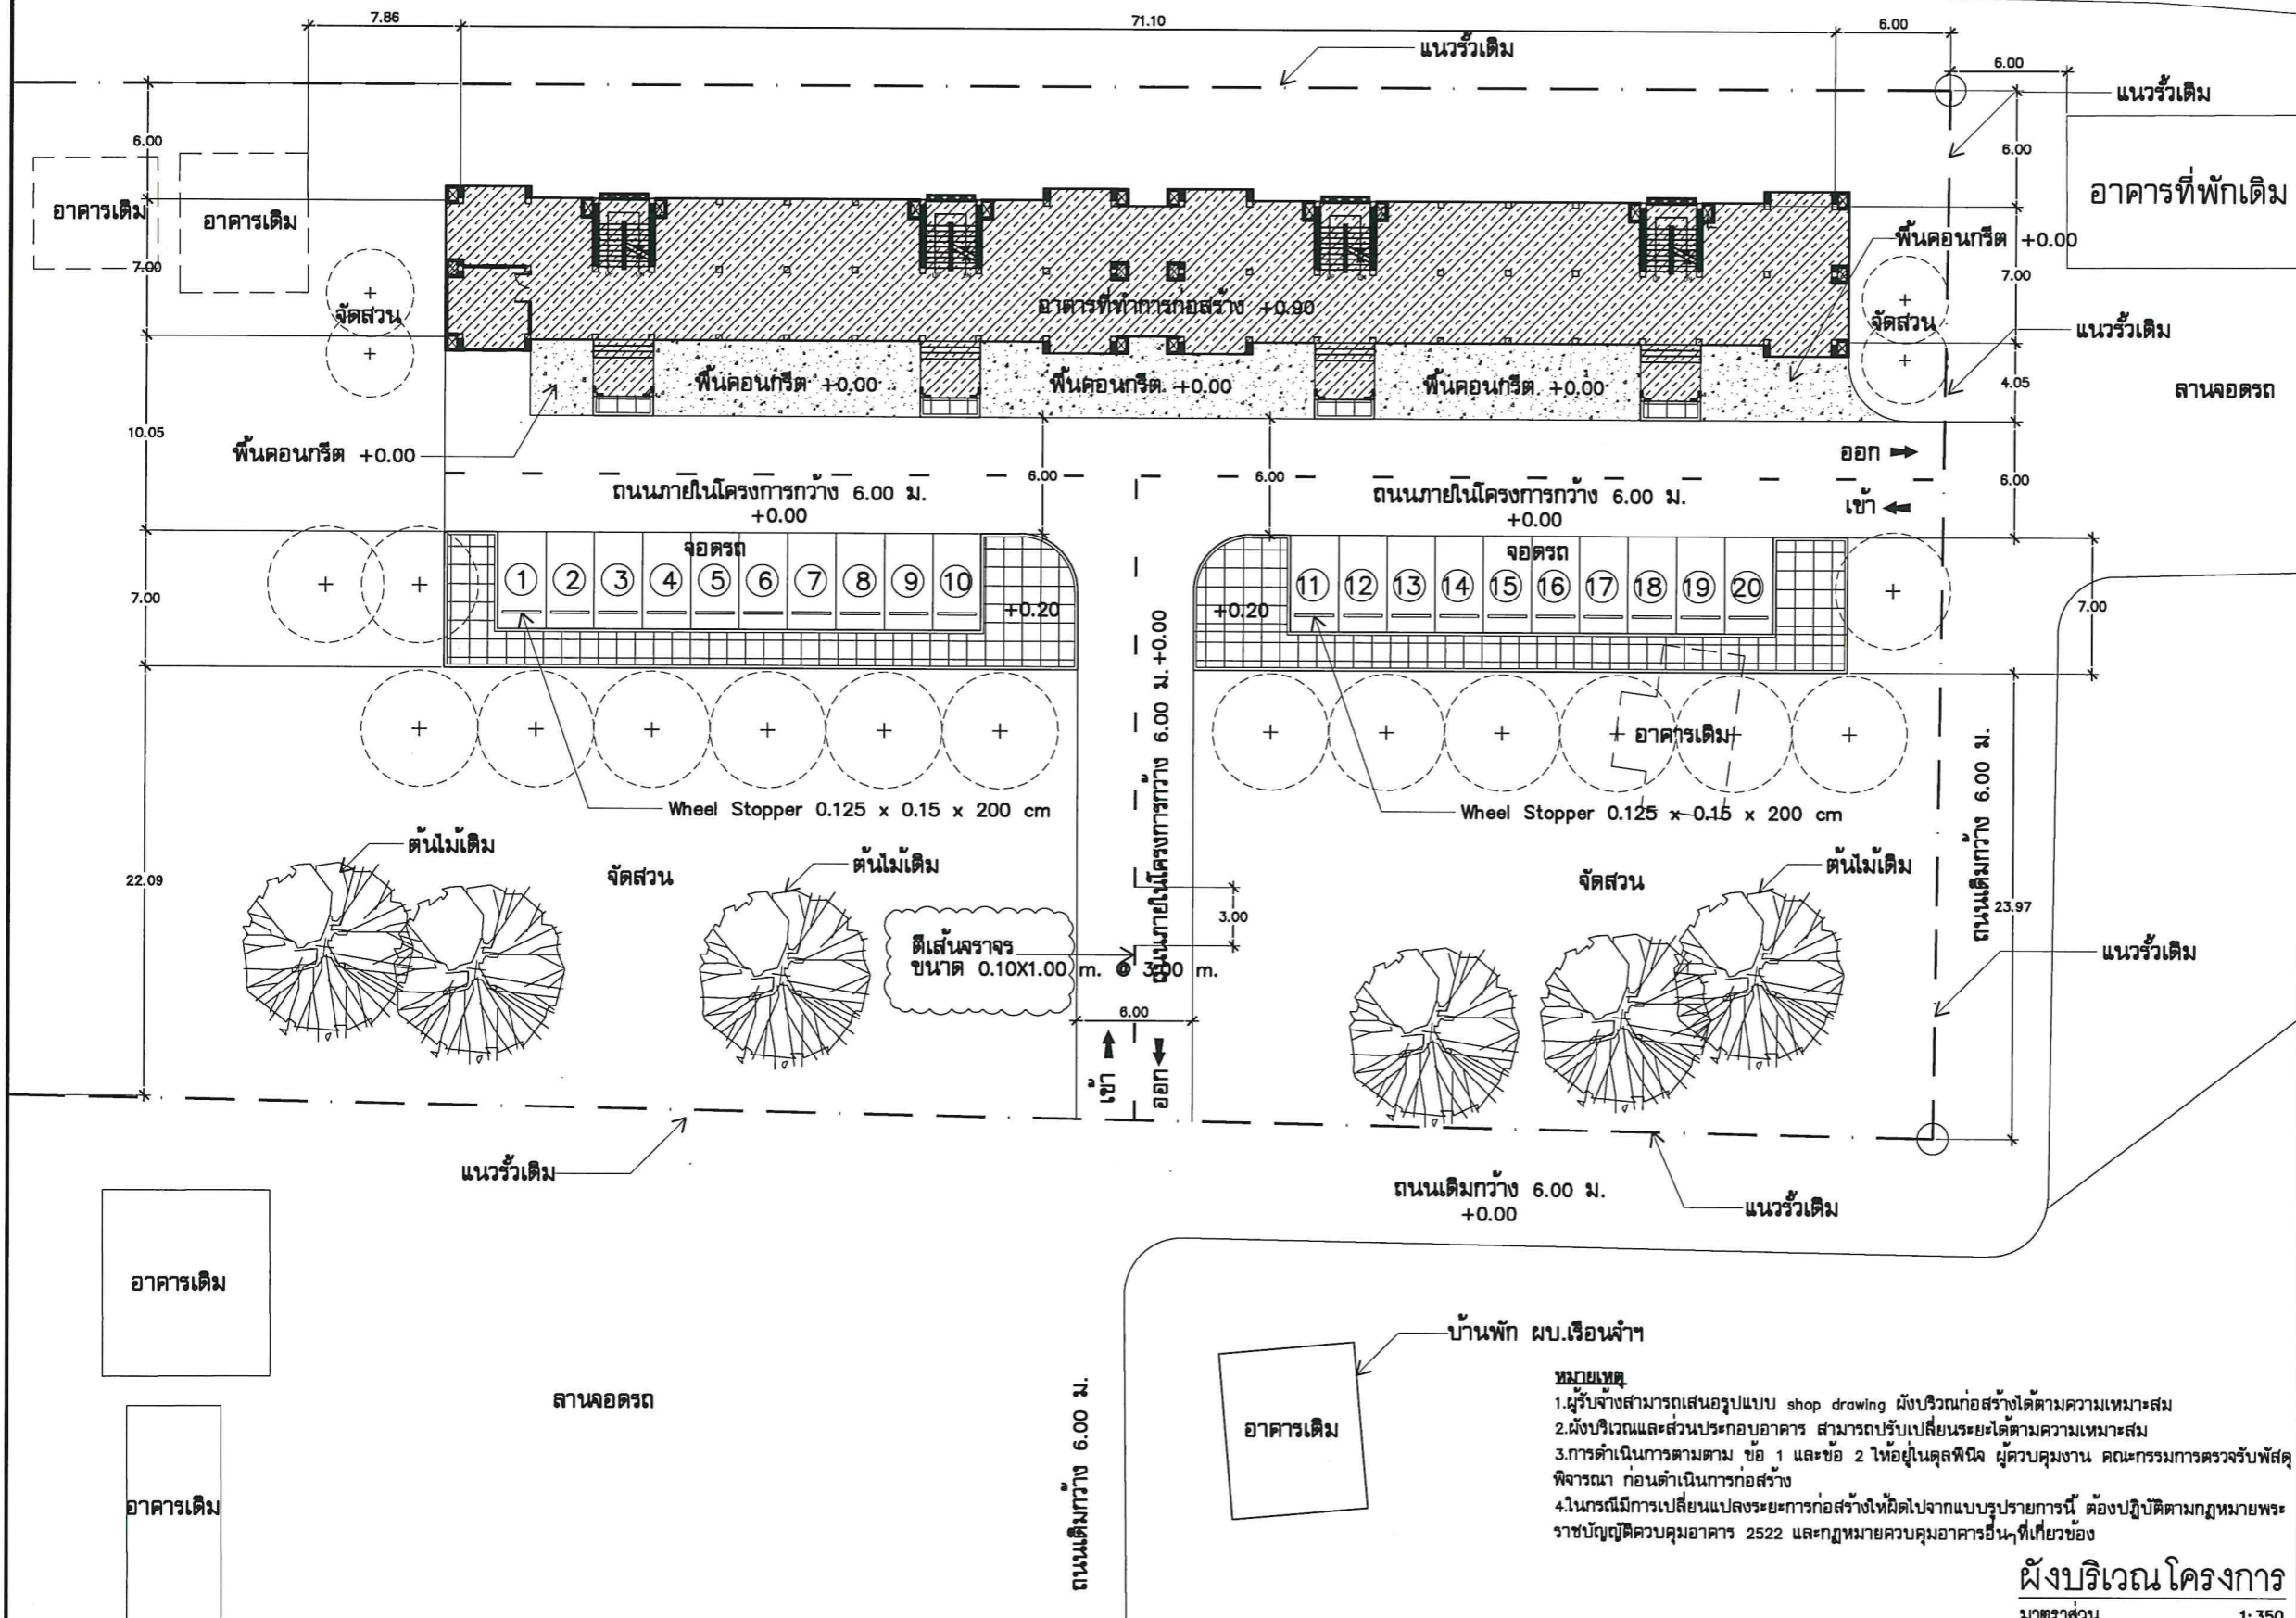 7.86
71.10
6.00
แนวรั้วเดิม
6.00
แนวรั้วเดิม
6.00
6.00
อาคารเดิม
อาคารเดิม
อาคารที่พักเดิม
พื้นคอนกรีต +0.00
7.00
7.00
จัดสวน
อาคารที่ทำการก่อสร้าง +0.90
จัดสวน
แนวรั้วเดิม
พื้นคอนกรีต +0.00
พื้นคอนกรีต +0.00
พื้นคอนกรีต +0.00
4.05
ลานจอดรถ
10.05
พื้นคอนกรีต +0.00
ออก
6.00
6.00
6.00
ถนนภายในโครงการกว้าง 6.00 ม.
+0.00
ถนนภายในโครงการกว้าง 6.00 ม.
+0.00
เข้า
จอดรถ
จอดรถ
1 2 3 4 5 6 7 8 9 10
11 12 13 14 15 16 17 18 19 20
7.00
7.00
+0.20
+0.20
ถนนภายในโครงการกว้าง 6.00 ม.+0.00
อาคารเดิม
ถนนเดิมกว้าง 6.00 ม.
Wheel Stopper 0.125 x 0.15 x 200 cm
Wheel Stopper 0.125 x 0.15 x 200 cm
ต้นไม้เดิม
ต้นไม้เดิม
ต้นไม้เดิม
22.09
จัดสวน
จัดสวน
3.00
23.97
ตีเส้นจราจร
ขนาด 0.10X1.00 m. @ 3.00 m.
แนวรั้วเดิม
6.00
เข้า
ออก
แนวรั้วเดิม
ถนนเดิมกว้าง 6.00 ม.
+0.00
แนวรั้วเดิม
อาคารเดิม
บ้านพัก ผบ.เรือนจำฯ
ลานจอดรถ
ถนนเดิมกว้าง 6.00 ม.
อาคารเดิม
อาคารเดิม
หมายเหตุ
1.ผู้รับจ้างสามารถเสนอรูปแบบ shop drawing ผังบริวณก่อสร้างได้ตามความเหมาะสม
2.ผังบริเวณและส่วนประกอบอาคาร สามารถปรับเปลี่ยนระยะได้ตามความเหมาะสม
3.การดำเนินการตามตาม ข้อ 1 และข้อ 2 ให้อยู่ในดุลพินิจ ผู้ควบคุมงาน คณะกรรมการตรวจรับพัสดุ
พิจารณา ก่อนดำเนินการก่อสร้าง
4.ในกรณีมีการเปลี่ยนแปลงระยะการก่อสร้างให้ผิดไปจากแบบรูปรายการนี้ ต้องปฏิบัติตามกฎหมายพระ
ราชบัญญัติควบคุมอาคาร 2522 และกฎหมายควบคุมอาคารอื่นๆที่เกี่ยวข้อง
ผังบริเวณโครงการ
มาตราส่วน 1:350